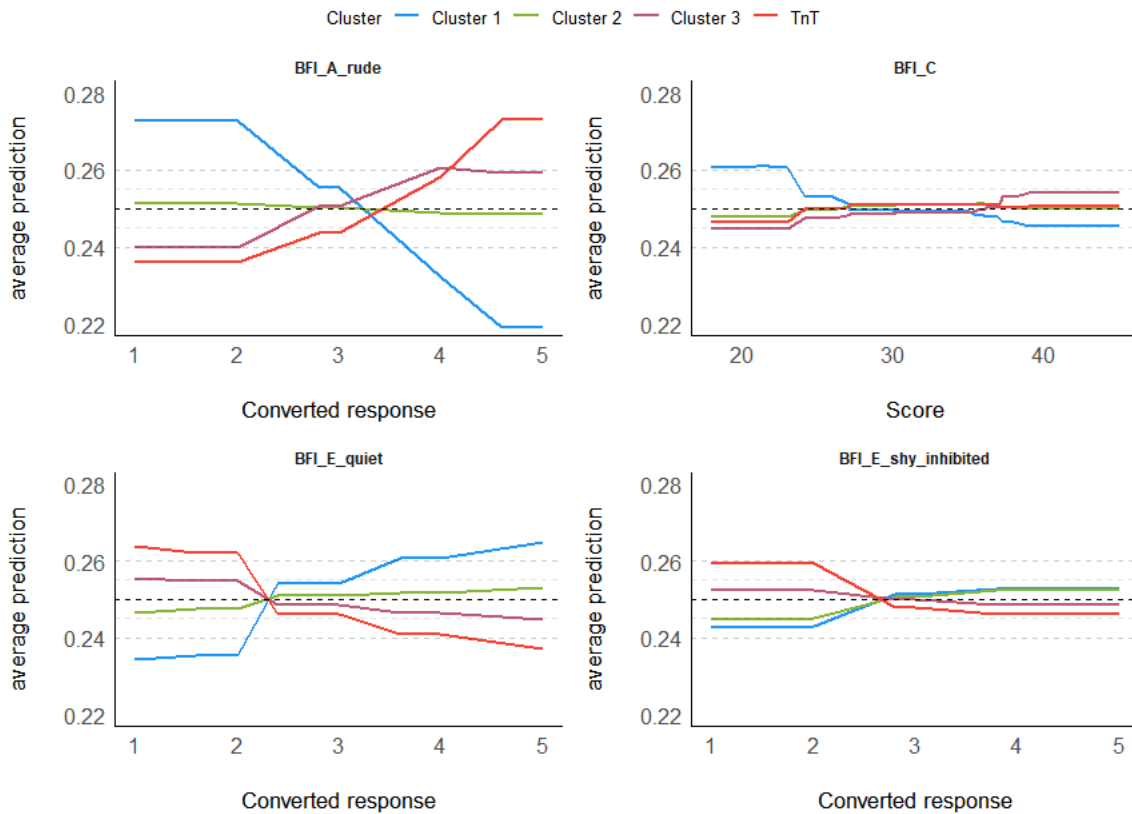 Cluster Cluster 1 Cluster 2 Cluster 3 TnT
BFI_A_rude
average prediction
0.28
0.26
0.24
0.22
1 2 3 4 5
Converted response
BFI_C
average prediction
0.28
0.26
0.24
0.22
20 30 40
Score
BFI_E_quiet
average prediction
0.28
0.26
0.24
0.22
1 2 3 4 5
Converted response
BFI_E_shy_inhibited
average prediction
0.28
0.26
0.24
0.22
1 2 3 4 5
Converted response